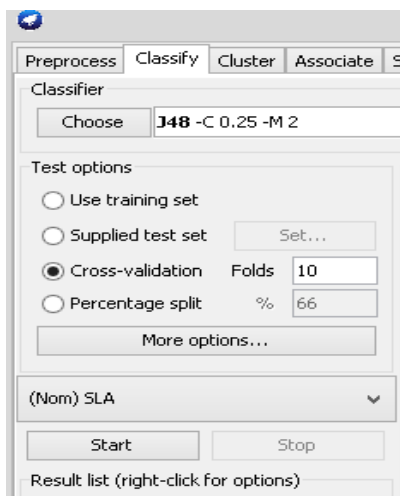 Preprocess Classify Cluster Associate S
Classifier
Choose J48 -C 0.25 -M 2
Test options
Use training set
Supplied test set Set...
Cross-validation Folds 10
Percentage split % 66
More options...
(Nom) SLA
Start Stop
Result list (right-click for options)